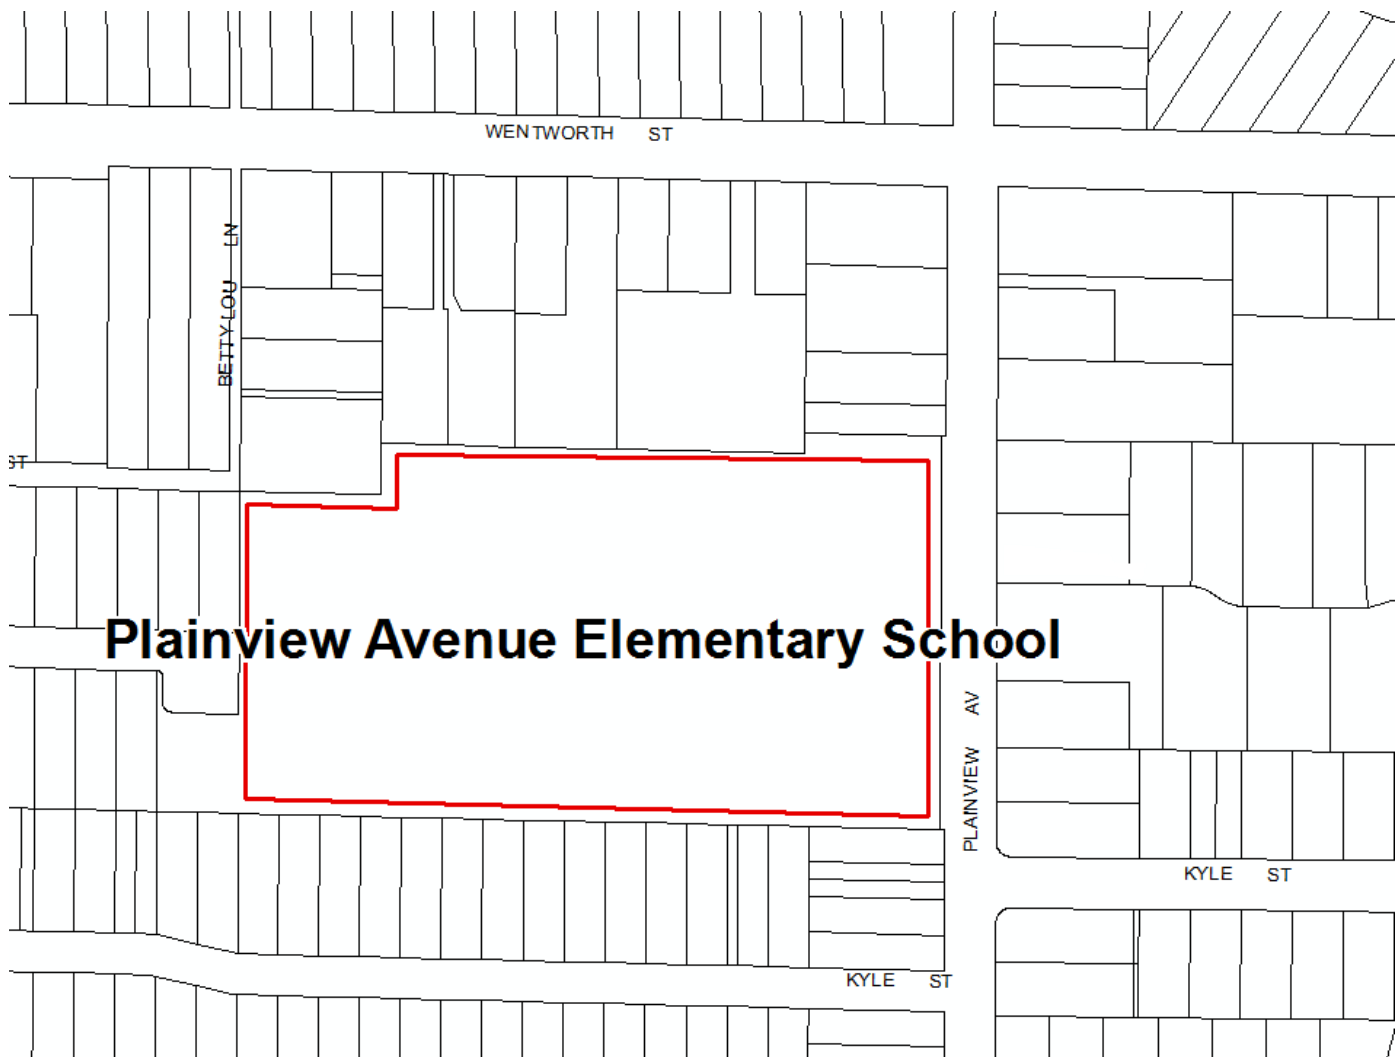 WENTWORTH ST
BETTY LOU LN
ST
Plainview Avenue Elementary School
PLAINVIEW AV
KYLE ST
KYLE ST